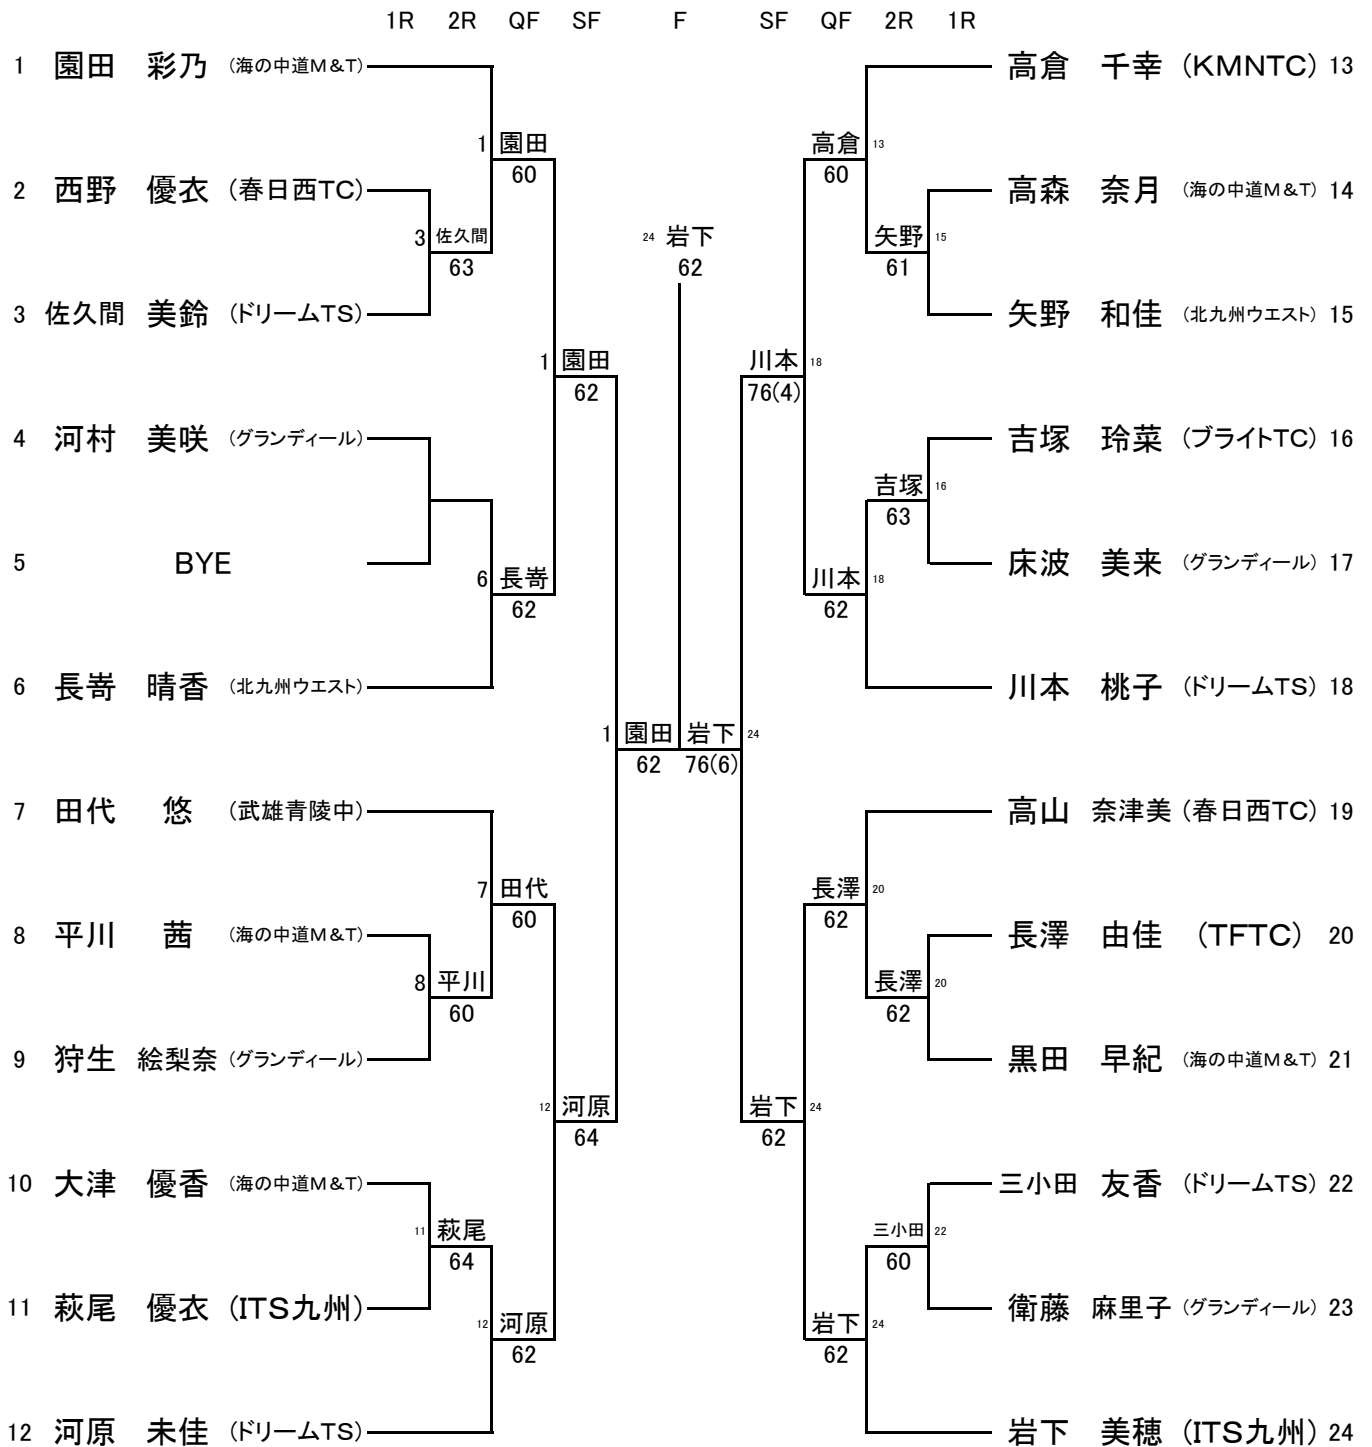 1R 2R QF SF F SF QF 2R 1R
1 園田 彩乃 (海の中道M&T)
高倉 千幸 (KMNTC) 13
1 園田
60
高倉 13
60
2 西野 優衣 (春日西TC)
高森 奈月 (海の中道M&T) 14
3 佐久間
63
24 岩下
62
矢野 15
61
3 佐久間 美鈴 (ドリームTS)
矢野 和佳 (北九州ウエスト) 15
1 園田
62
川本 18
76(4)
4 河村 美咲 (グランディール)
吉塚 玲菜 (ブライトTC) 16
吉塚 16
63
5 BYE
床波 美来 (グランディール) 17
6 長嵜
62
川本 18
62
6 長嵜 晴香 (北九州ウエスト)
川本 桃子 (ドリームTS) 18
1 園田 岩下 24
62 76(6)
7 田代 悠 (武雄青陵中)
高山 奈津美 (春日西TC) 19
7 田代
60
長澤 20
62
8 平川 茜 (海の中道M&T)
長澤 由佳 (TFTC) 20
8 平川
60
長澤 20
62
9 狩生 絵梨奈 (グランディール)
黒田 早紀 (海の中道M&T) 21
12 河原
64
岩下 24
62
10 大津 優香 (海の中道M&T)
三小田 友香 (ドリームTS) 22
11 萩尾
64
三小田 22
60
11 萩尾 優衣 (ITS九州)
衛藤 麻里子 (グランディール) 23
12 河原
62
岩下 24
62
12 河原 未佳 (ドリームTS)
岩下 美穂 (ITS九州) 24